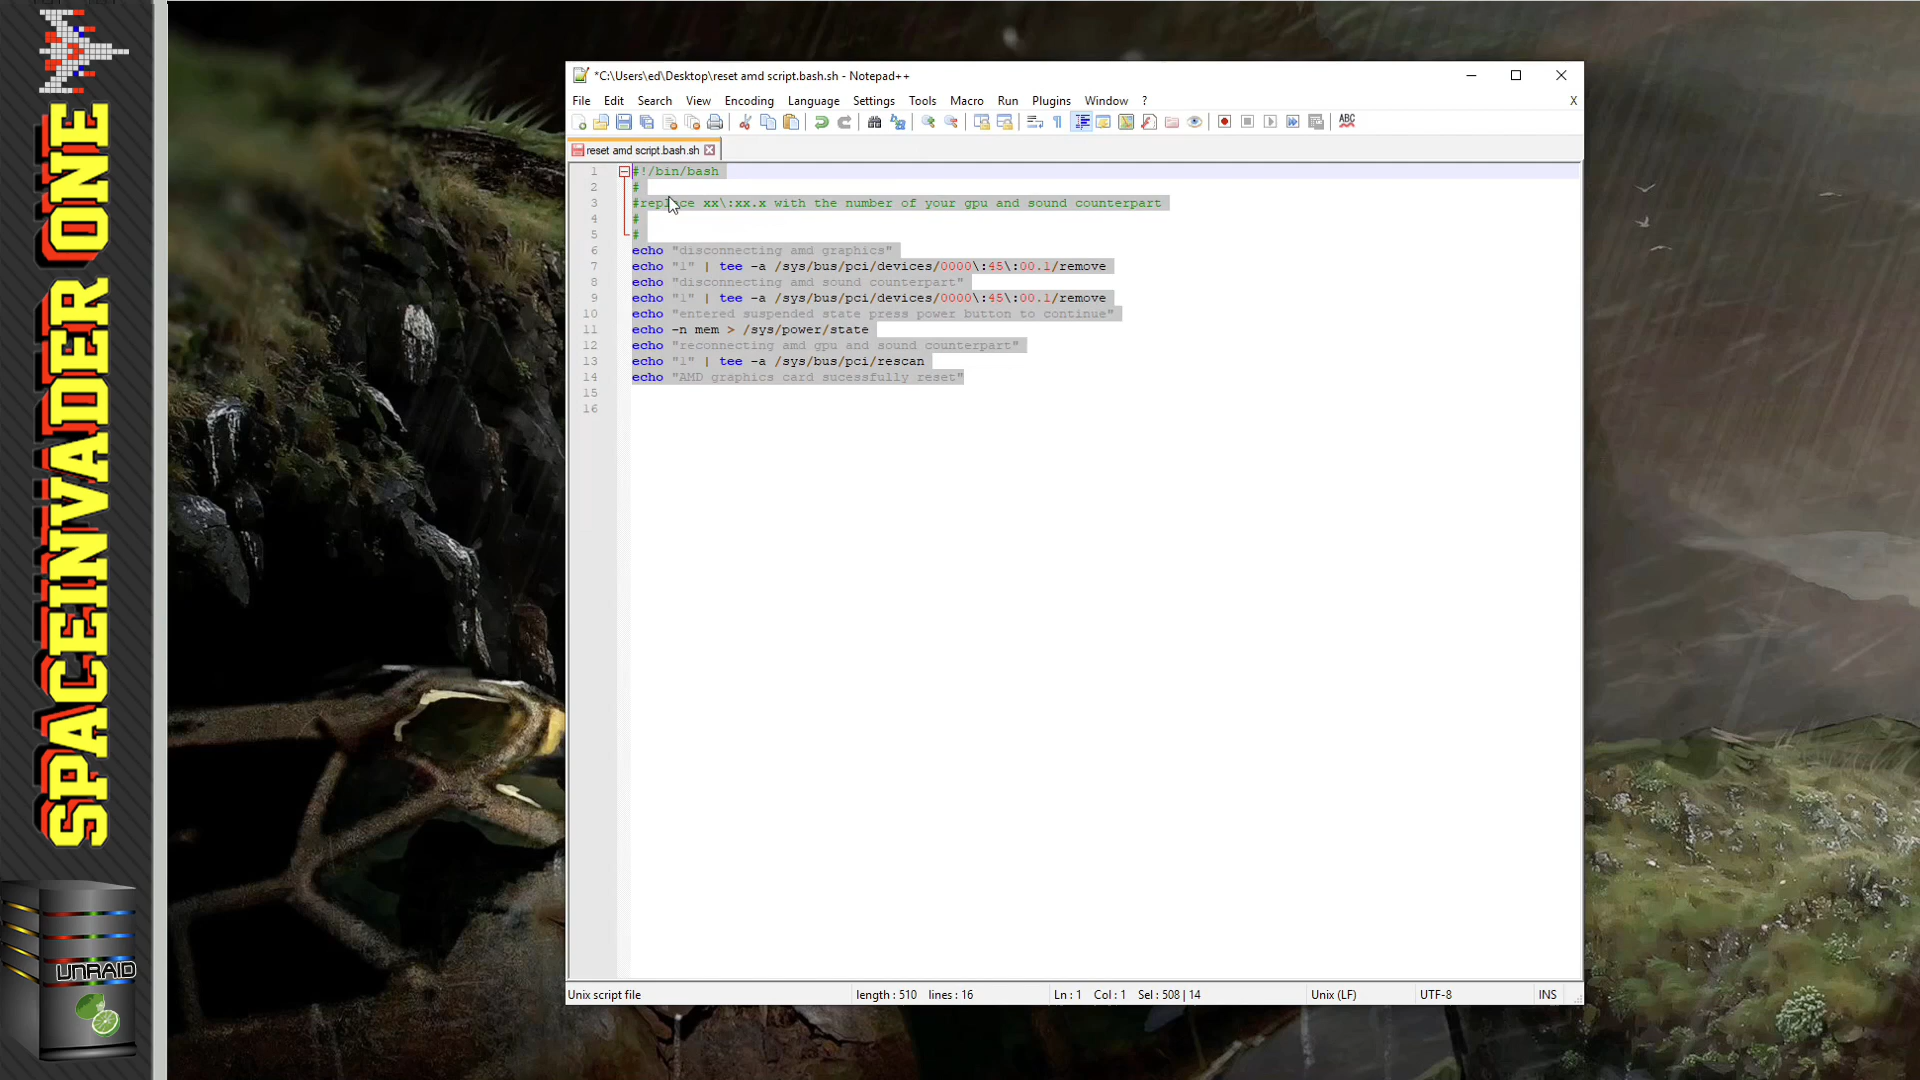 SPACEINVADER ONE
UNRAID
*C:\Users\ed\Desktop\reset amd script.bash.sh - Notepad++
File Edit Search View Encoding Language Settings Tools Macro Run Plugins Window ? X
ABC
reset amd script.bash.sh
1 #!/bin/bash
2 #
3 #replace xx\:xx.x with the number of your gpu and sound counterpart
4 #
5 #
6 echo "disconnecting amd graphics"
7 echo "1" | tee -a /sys/bus/pci/devices/0000\:45\:00.1/remove
8 echo "disconnecting amd sound counterpart"
9 echo "1" | tee -a /sys/bus/pci/devices/0000\:45\:00.1/remove
10 echo "entered suspended state press power button to continue"
11 echo -n mem > /sys/power/state
12 echo "reconnecting amd gpu and sound counterpart"
13 echo "1" | tee -a /sys/bus/pci/rescan
14 echo "AMD graphics card sucessfully reset"
15
16
Unix script file length : 510 lines : 16 Ln : 1 Col : 1 Sel : 508 | 14 Unix (LF) UTF-8 INS